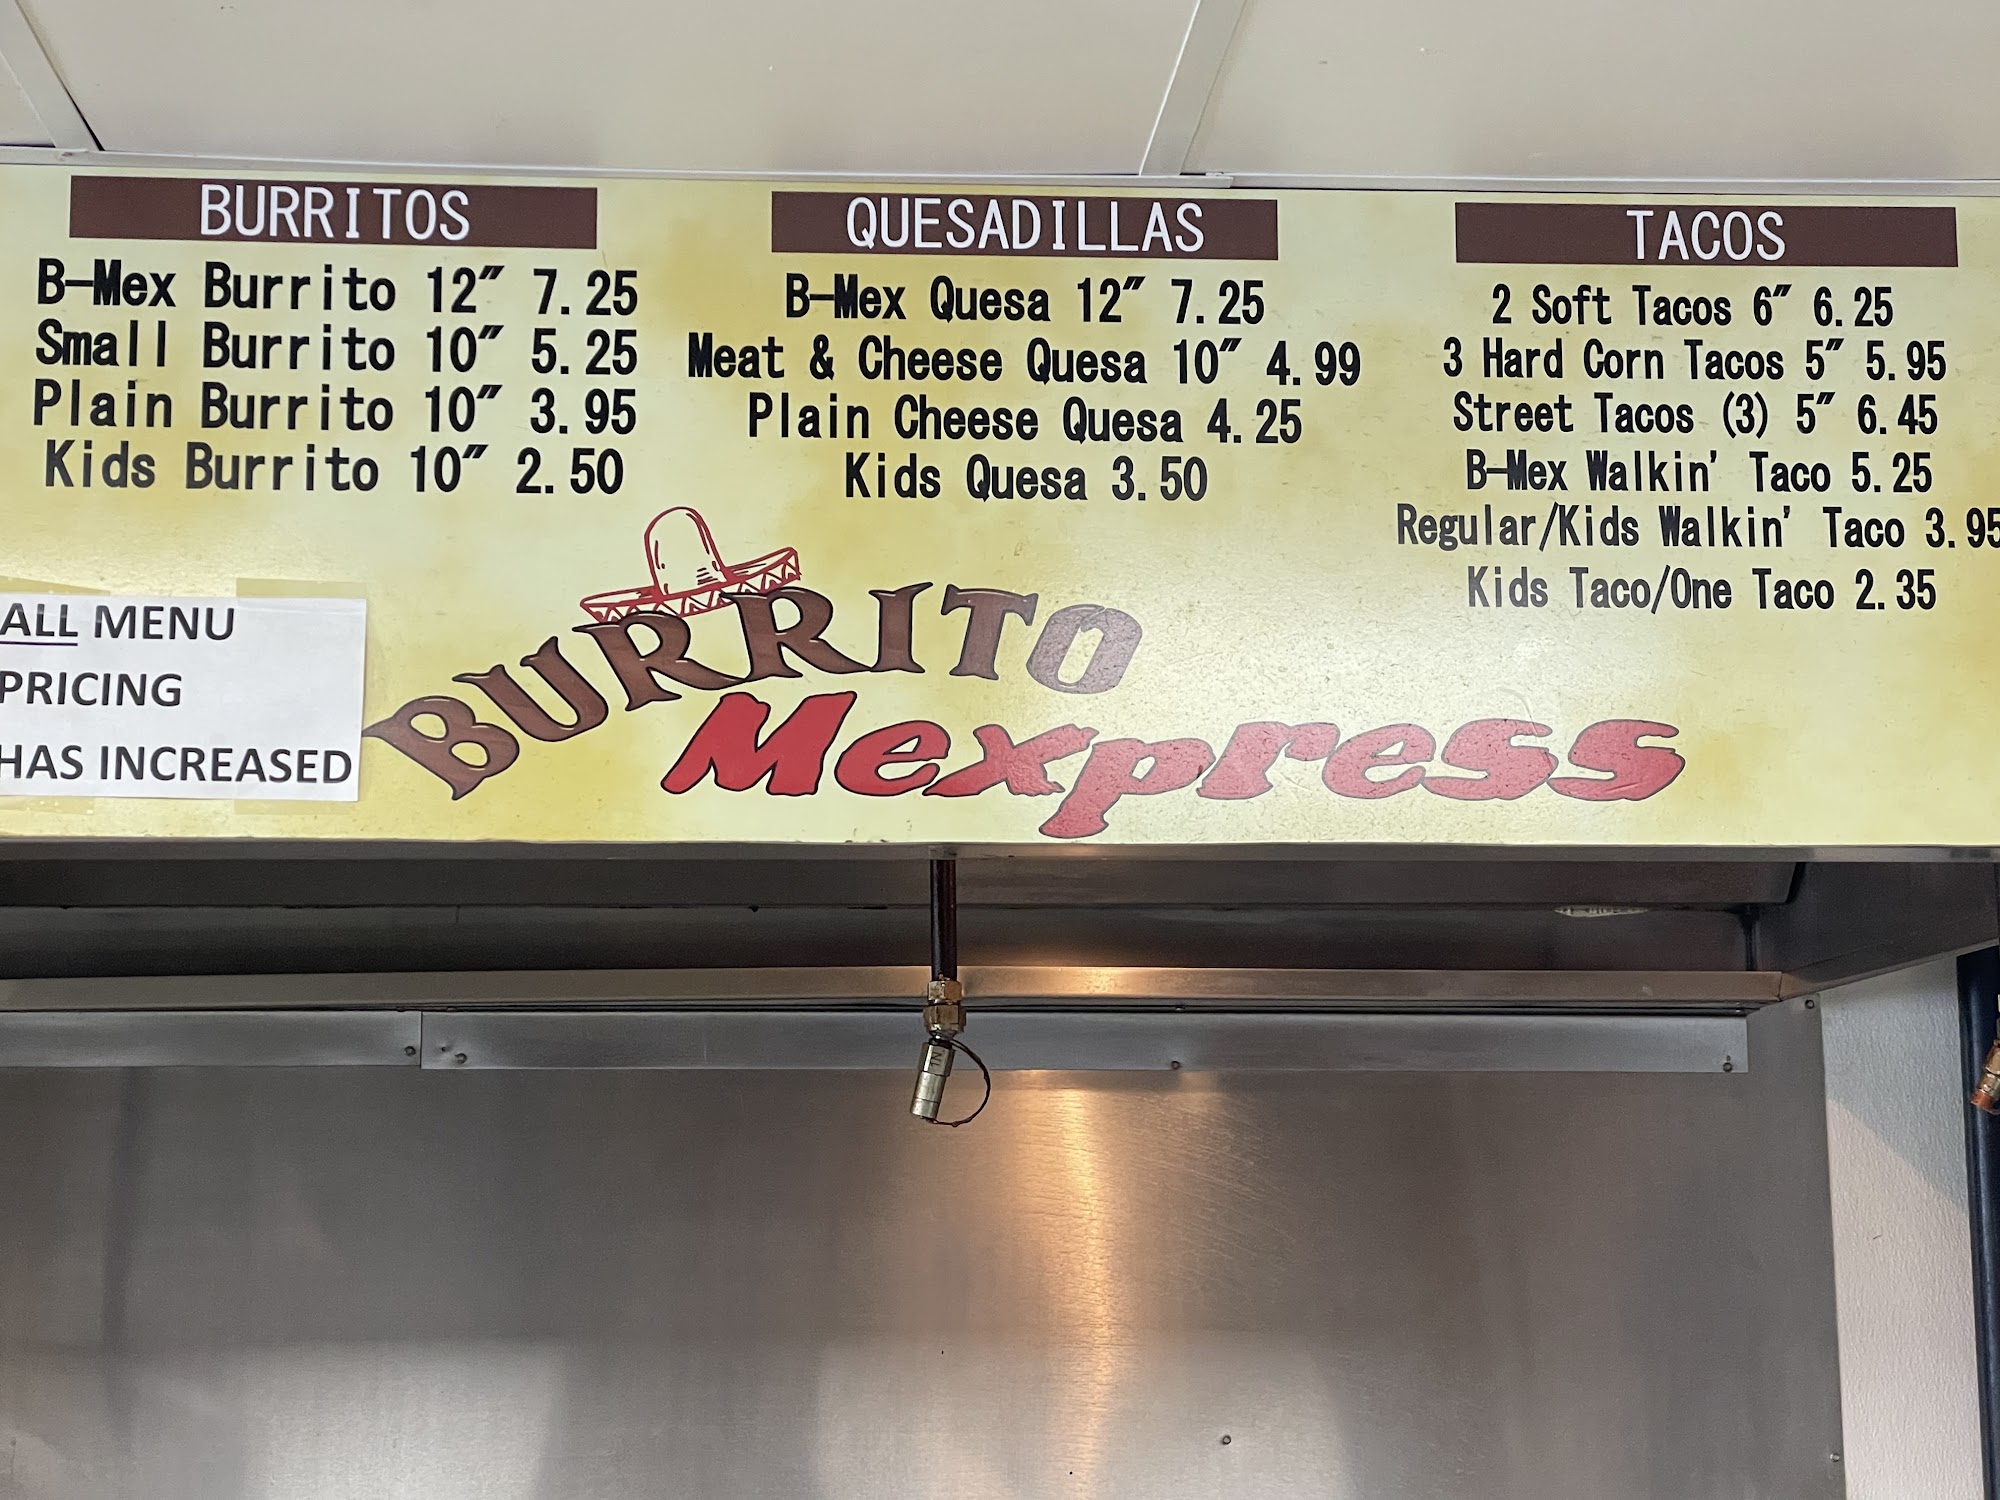 BURRITOS
B-Mex Burrito 12" 7.25
Small Burrito 10" 5.25
Plain Burrito 10" 3.95
Kids Burrito 10" 2.50
QUESADILLAS
B-Mex Quesa 12" 7.25
Meat & Cheese Quesa 10" 4.99
Plain Cheese Quesa 4.25
Kids Quesa 3.50
TACOS
2 Soft Tacos 6" 6.25
3 Hard Corn Tacos 5" 5.95
Street Tacos (3) 5" 6.45
B-Mex Walkin' Taco 5.25
Regular/Kids Walkin' Taco 3.95
Kids Taco/One Taco 2.35
ALL MENU
PRICING
HAS INCREASED
BURRITO
Mexpress